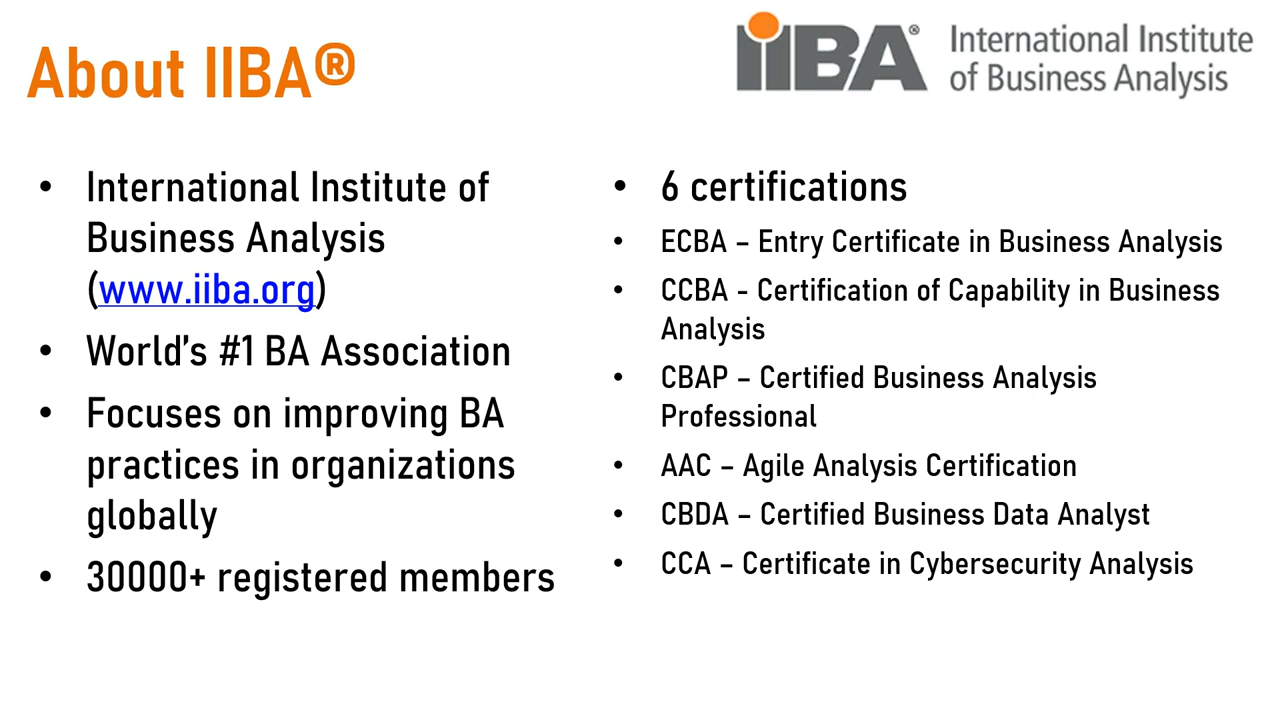 About IIBA®
iiBA® International Institute
of Business Analysis
• International Institute of
Business Analysis
(www.iiba.org)
• World's #1 BA Association
• Focuses on improving BA
practices in organizations
globally
• 30000+ registered members
• 6 certifications
• ECBA – Entry Certificate in Business Analysis
• CCBA - Certification of Capability in Business
Analysis
• CBAP – Certified Business Analysis
Professional
• AAC – Agile Analysis Certification
• CBDA – Certified Business Data Analyst
• CCA – Certificate in Cybersecurity Analysis